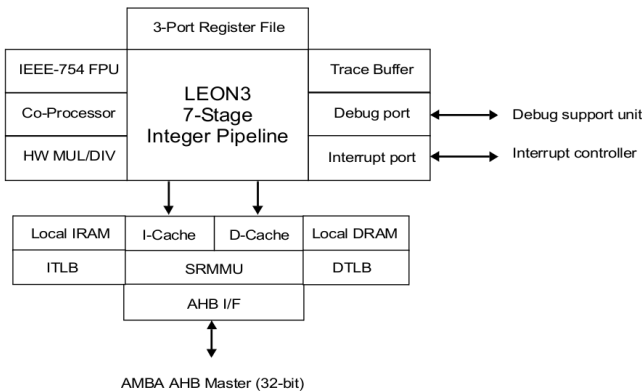 3-Port Register File
IEEE-754 FPU
Co-Processor
HW MUL/DIV
LEON3
7-Stage
Integer Pipeline
Trace Buffer
Debug port
Interrupt port
Debug support unit
Interrupt controller
Local IRAM
I-Cache
D-Cache
Local DRAM
ITLB
SRMMU
DTLB
AHB I/F
AMBA AHB Master (32-bit)